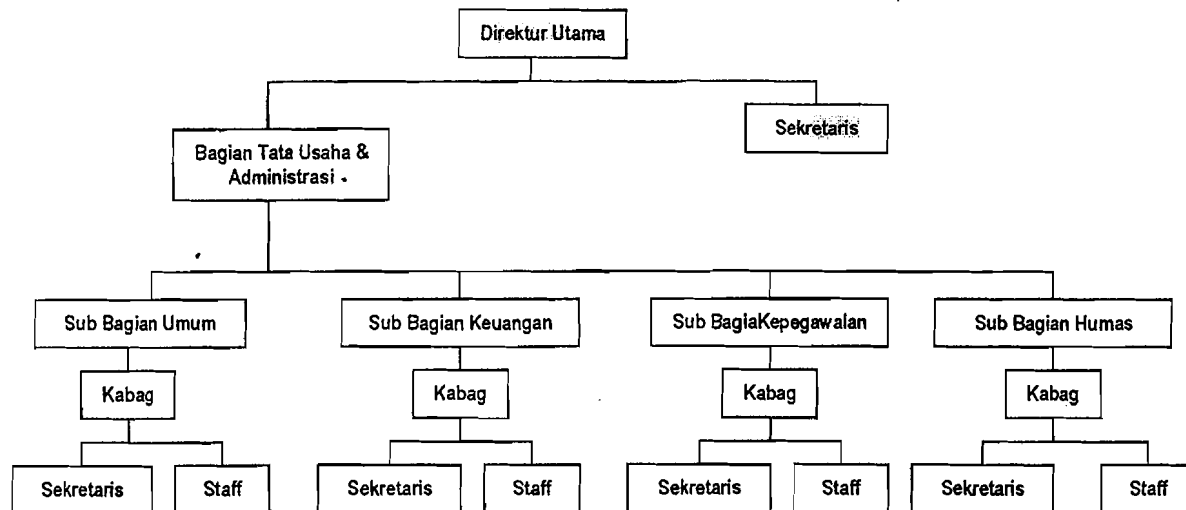 Direktur Utama
Sekretaris
Bagian Tata Usaha &
Administrasi
Sub Bagian Umum
Sub Bagian Keuangan
Sub BagiaKepegawalan
Sub Bagian Humas
Kabag
Kabag
Kabag
Kabag
Sekretaris
Staff
Sekretaris
Staff
Sekretaris
Staff
Sekretaris
Staff